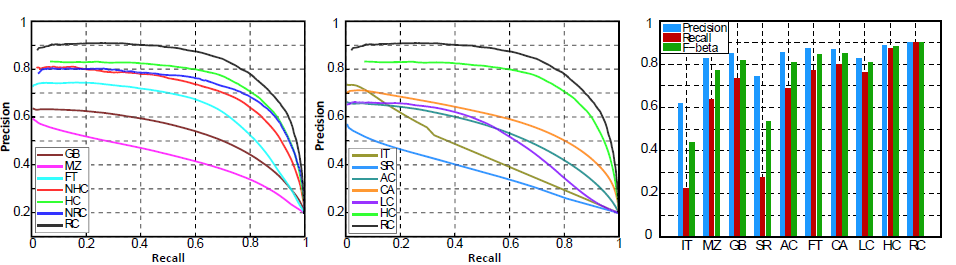 1
0.8
0.6
0.4
0.2
Precision
GB
MZ
FT
NHC
HC
NRC
RC
0 0.2 0.4 0.6 0.8 1
Recall
1
0.8
0.6
0.4
0.2
Precision
IT
SR
AC
CA
LC
HC
RC
0 0.2 0.4 0.6 0.8 1
Recall
1
0.8
0.6
0.4
0.2
0
Precision
Recall
F-beta
IT MZ GB SR AC FT CA LC HC RC